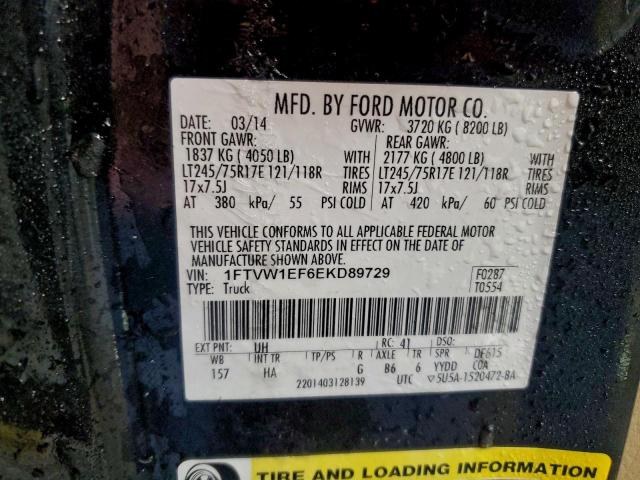 MFD. BY FORD MOTOR CO.
DATE: 03/14 GVWR: 3720 KG ( 8200 LB)
FRONT GAWR: REAR GAWR:
1837 KG ( 4050 LB) WITH 2177 KG ( 4800 LB) WITH
LT245/75R17E 121/118R TIRES LT245/75R17E 121/118R TIRES
17x7.5J RIMS 17x7.5J RIMS
AT 380 kPa/ 55 PSI COLD AT 420 kPa/ 60 PSI COLD
THIS VEHICLE CONFORMS TO ALL APPLICABLE FEDERAL MOTOR
VEHICLE SAFETY STANDARDS IN EFFECT ON THE DATE OF
MANUFACTURE SHOWN ABOVE.
VIN: 1FTVW1EF6EKD89729 F0287
TYPE: Truck T0554
EXT PNT: UH RC: 41 DSO:
WB INT TR TP/PS R AXLE TR SPR DF615
157 HA G B6 6 YYDD COA
2201403128139 UTC ▽5U5A-1520472-BA
TIRE AND LOADING INFORMATION